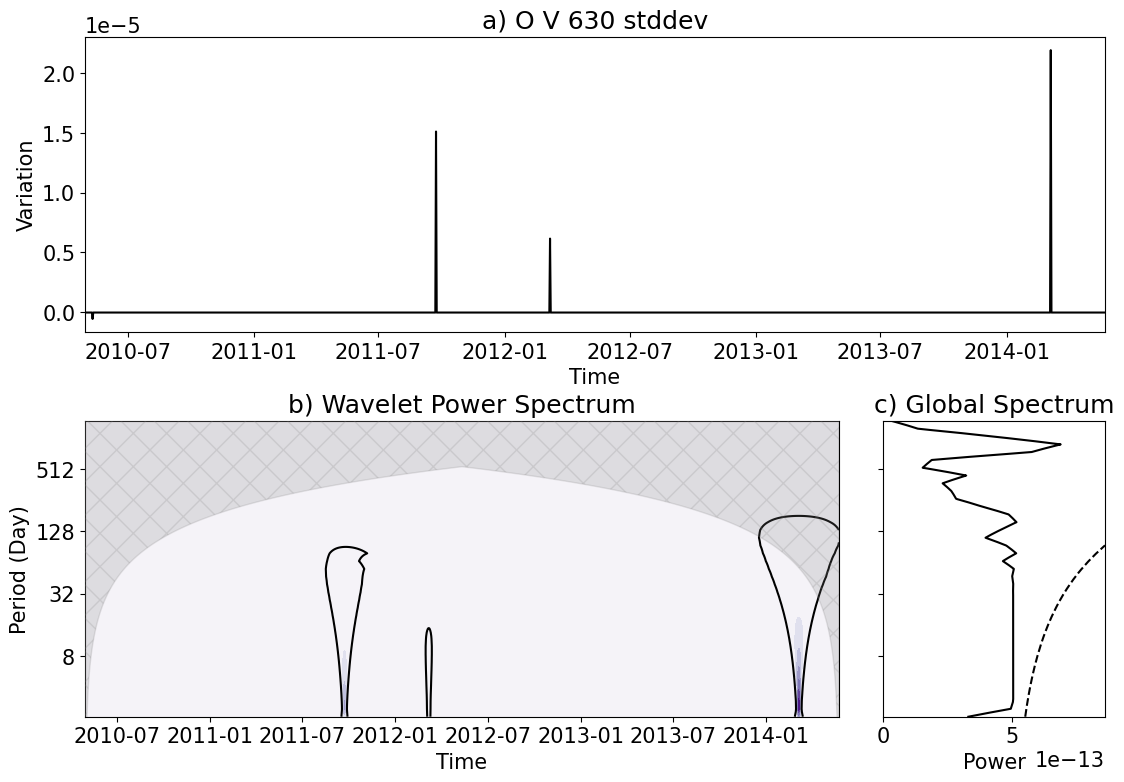 a) O V 630 stddev
1e−5
2.0
1.5
1.0
0.5
0.0
Variation
2010-07 2011-01 2011-07 2012-01 2012-07 2013-01 2013-07 2014-01
Time
b) Wavelet Power Spectrum
512
128
32
8
Period (Day)
2010-07 2011-01 2011-07 2012-01 2012-07 2013-01 2013-07 2014-01
Time
c) Global Spectrum
0 5
Power 1e−13